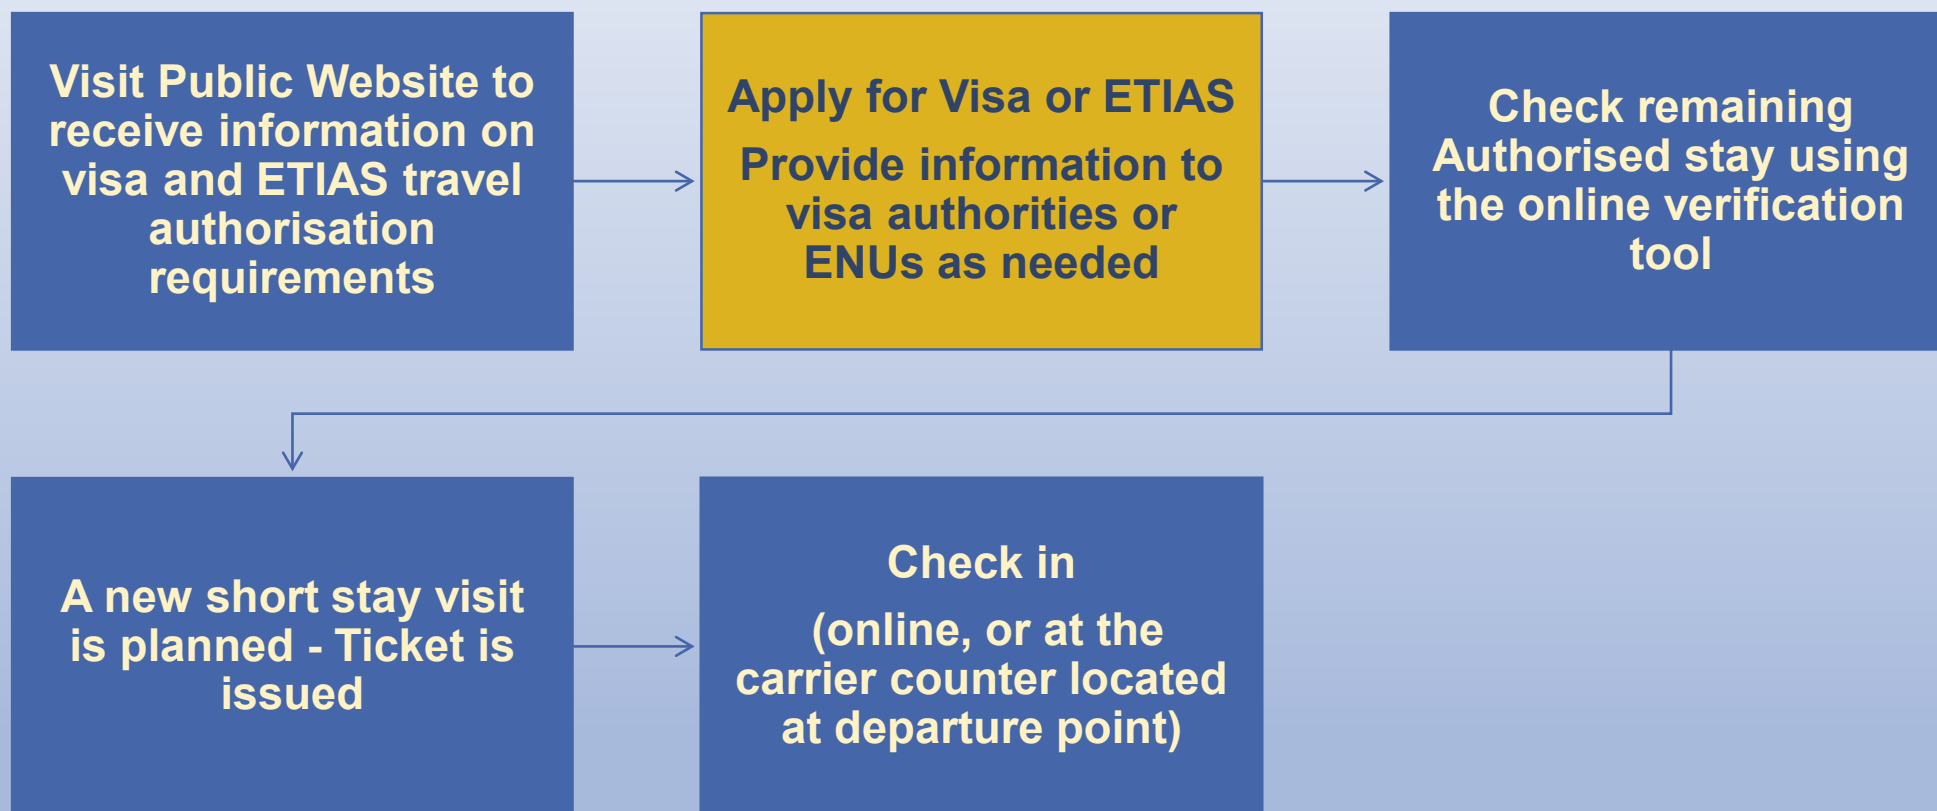 Visit Public Website to
receive information on
visa and ETIAS travel
authorisation
requirements
Apply for Visa or ETIAS
Provide information to
visa authorities or
ENUs as needed
Check remaining
Authorised stay using
the online verification
tool
A new short stay visit
is planned - Ticket is
issued
Check in
(online, or at the
carrier counter located
at departure point)